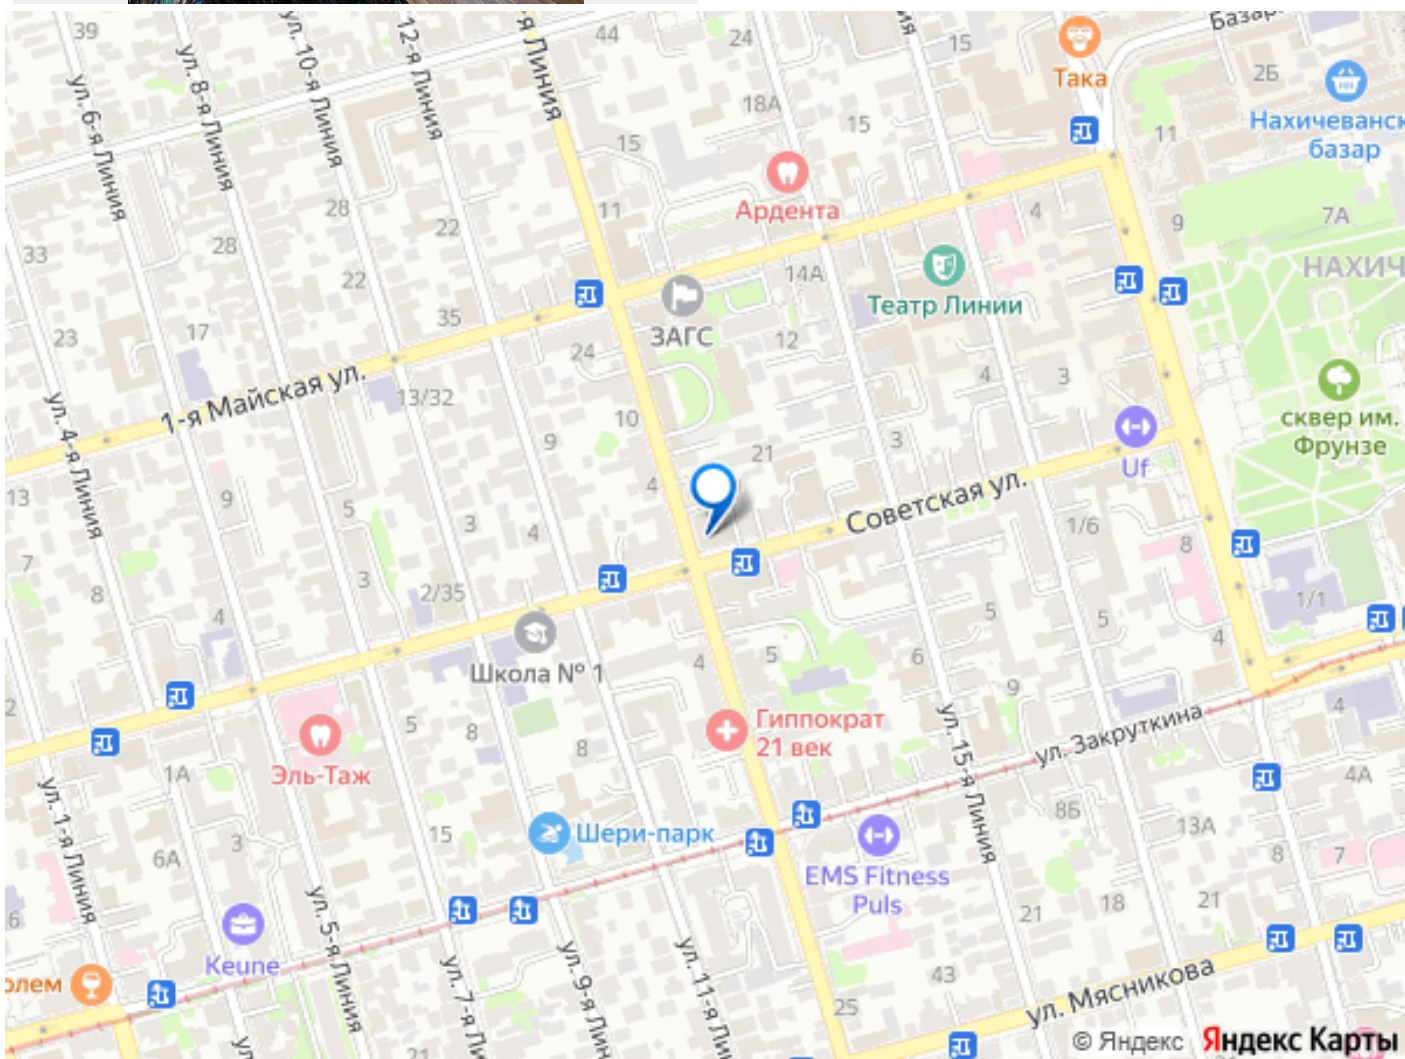 39
44
24
15
Базар
Така
2Б
ул. 10-я Линия
12-я Линия
-я Линия
ия
ул. 8-я Линия
ул. 6-я Линия
18А
15
15
11
Нахичеванск
базар
Ардента
28
11
4
7А
9
22
28
33
14А
Театр Линии
НАХИЧ
22
35
ЗАГС
17
23
24
12
1-я Майская ул.
13/32
10
4
3
сквер им.
Фрунзе
ул. 4-я Линия
9
21
3
Uf
13
9
5
4
Советская ул.
3
4
1/6
8
7
3
2/35
8
4
1/1
5
5
4
Школа № 1
4
5
6
9
2
Гиппократ
21 век
ул. 15-я Линия
ул. Закруткина
4
5
8
8
1А
Эль-Таж
4А
ул. 1-я Линия
15
Шери-парк
8Б
13А
3
6А
8
7
EMS Fitness
Puls
ул. 5-я Линия
6
21
18
21
Keune
олем
ул. 7-я Ли
ул. 9-я Лин
ул. 11-я Лин
43
ул. Мясникова
25
ул
21
© Яндекс Яндекс Карты